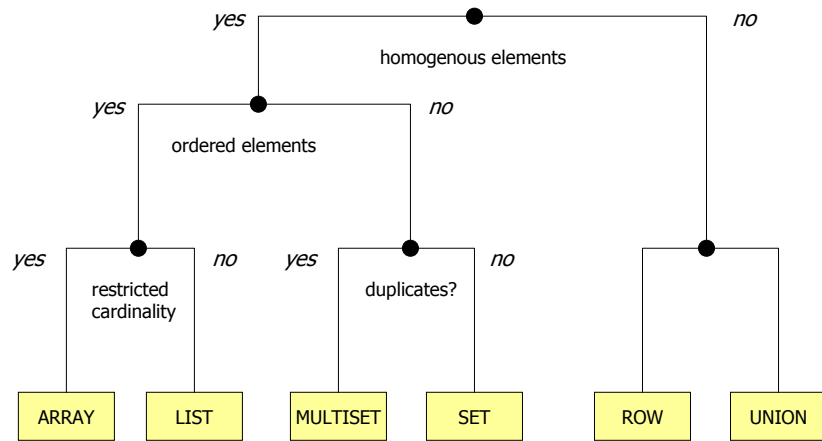 yes
no
homogenous elements
yes
no
ordered elements
yes
no
yes
no
restricted
cardinality
duplicates?
ARRAY
LIST
MULTISET
SET
ROW
UNION